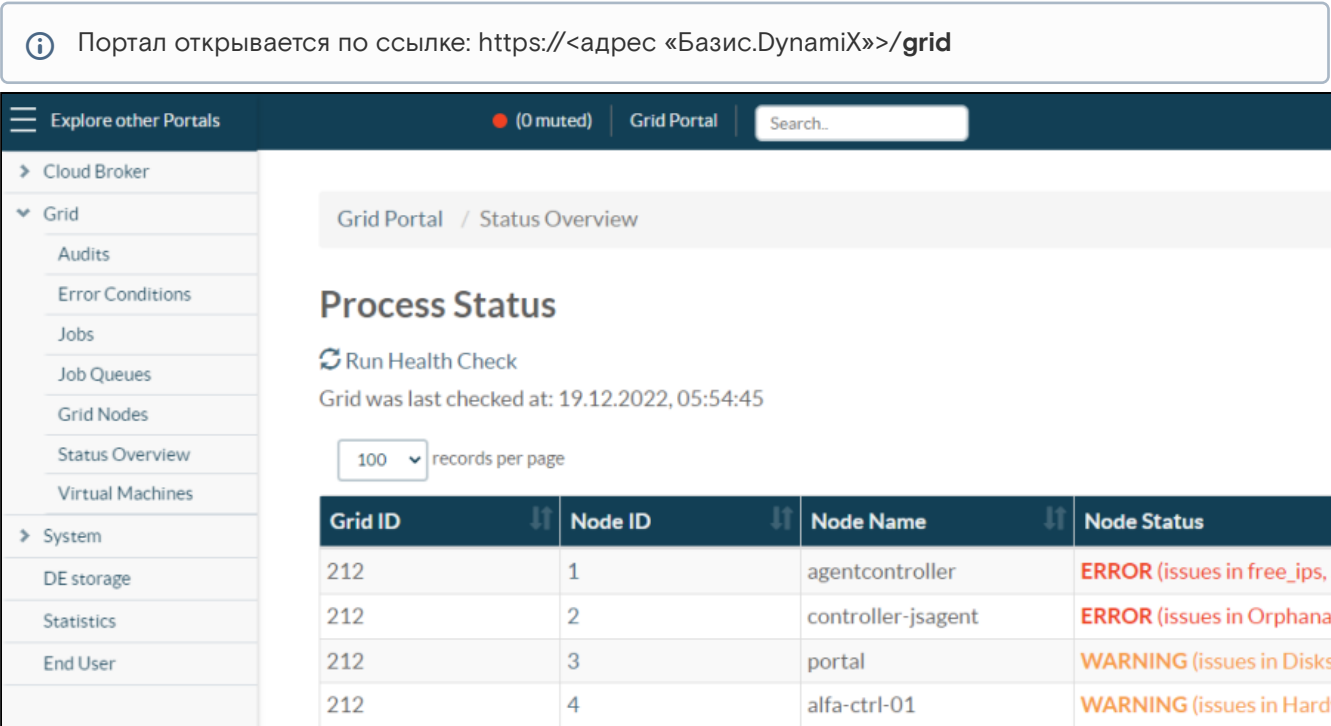 Портал открывается по ссылке: https://<адрес «Базис.DynamiX»>/grid
Explore other Portals
(0 muted)
Grid Portal
Search..
Cloud Broker
Grid
Audits
Error Conditions
Jobs
Job Queues
Grid Nodes
Status Overview
Virtual Machines
System
DE storage
Statistics
End User
Grid Portal / Status Overview
Process Status
Run Health Check
Grid was last checked at: 19.12.2022, 05:54:45
100 records per page
Grid ID Node ID Node Name Node Status
212 1 agentcontroller ERROR (issues in free_ips,
212 2 controller-jsagent ERROR (issues in Orphana
212 3 portal WARNING (issues in Disks
212 4 alfa-ctrl-01 WARNING (issues in Hard